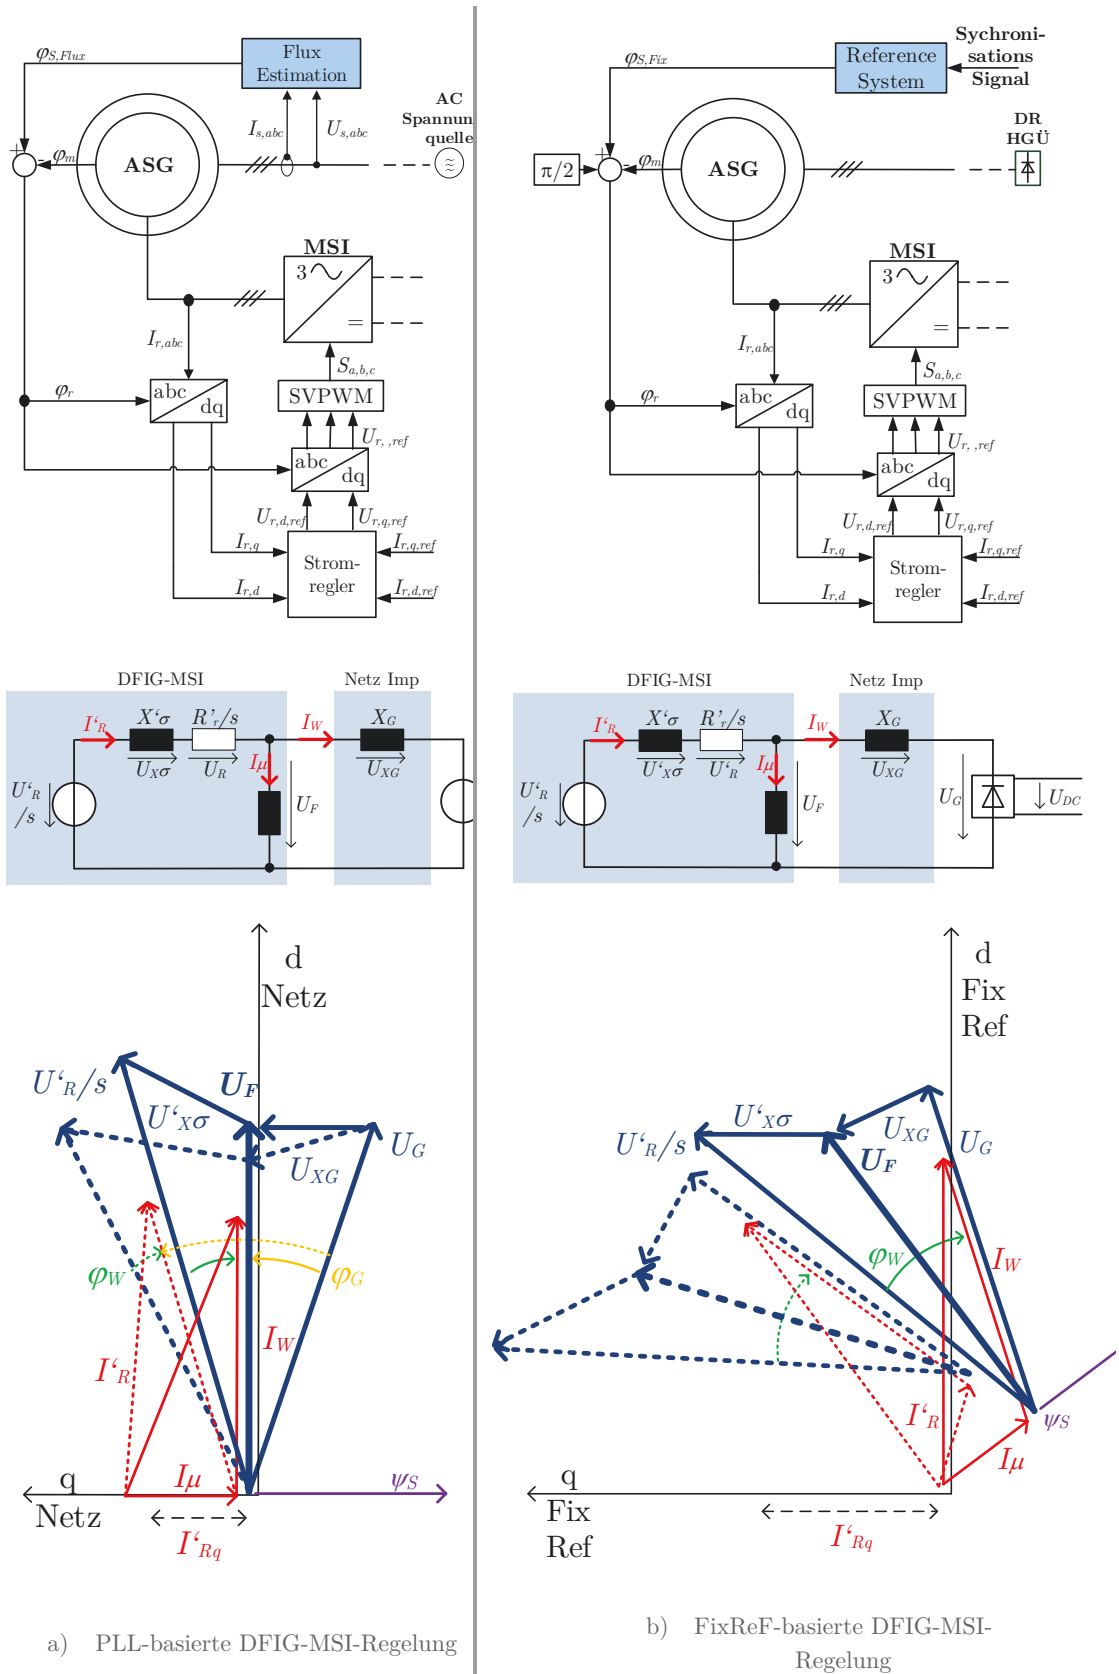 φS,Flux
Flux
Estimation
AC
Spannun
quelle
Is,abc
Us,abc
+
-
φm
ASG
MSI
3
=
Ir,abc
Sa,b,c
φr
abc
dq
SVPWM
Ur, ,ref
abc
dq
Ur,d,ref
Ur,q,ref
Ir,q
Ir,q,ref
Strom-
regler
Ir,d
Ir,d,ref
φS,Fix
Reference
System
Sychroni-
sations
Signal
DR
HGÜ
π/2
+
-
φm
ASG
MSI
3
=
Ir,abc
Sa,b,c
φr
abc
dq
SVPWM
Ur, ,ref
abc
dq
Ur,d,ref
Ur,q,ref
Ir,q
Ir,q,ref
Strom-
regler
Ir,d
Ir,d,ref
DFIG-MSI
Netz Imp
I‘R
X‘σ
R’r/s
IW
XG
UXσ
UR
Iμ
UXG
U‘R
/s
UF
DFIG-MSI
Netz Imp
I‘R
X‘σ
R’r/s
IW
XG
U‘Xσ
U‘R
Iμ
UXG
U‘R
/s
UF
UG
UDC
d
Netz
U‘R/s
UF
U‘Xσ
UG
UXG
φW
φG
IW
I‘R
q
Netz
Iμ
ψS
I‘Rq
d
Fix
Ref
U‘Xσ
U‘R/s
UXG
UG
UF
φW
IW
I‘R
ψS
Iμ
q
Fix
Ref
I‘Rq
a) PLL-basierte DFIG-MSI-Regelung
b) FixReF-basierte DFIG-MSI-
Regelung